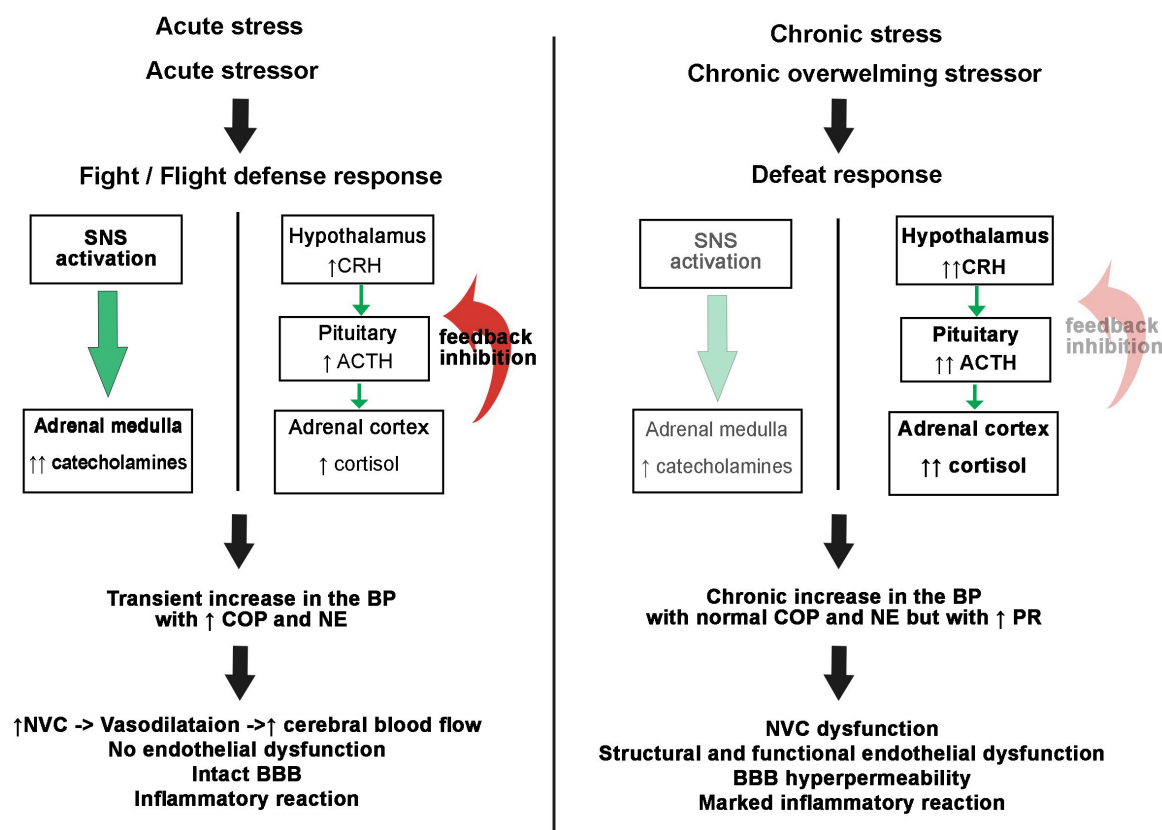 Acute stress
Acute stressor
Fight / Flight defense response
SNS
activation
Adrenal medulla
↑↑ catecholamines
Hypothalamus
↑CRH
Pituitary
↑ ACTH
Adrenal cortex
↑ cortisol
feedback
inhibition
Transient increase in the BP
with ↑ COP and NE
↑NVC -> Vasodilataion ->↑ cerebral blood flow
No endothelial dysfunction
Intact BBB
Inflammatory reaction
Chronic stress
Chronic overwelming stressor
Defeat response
SNS
activation
Adrenal medulla
↑ catecholamines
Hypothalamus
↑↑CRH
Pituitary
↑↑ ACTH
Adrenal cortex
↑↑ cortisol
feedback
inhibition
Chronic increase in the BP
with normal COP and NE but with ↑ PR
NVC dysfunction
Structural and functional endothelial dysfunction
BBB hyperpermeability
Marked inflammatory reaction